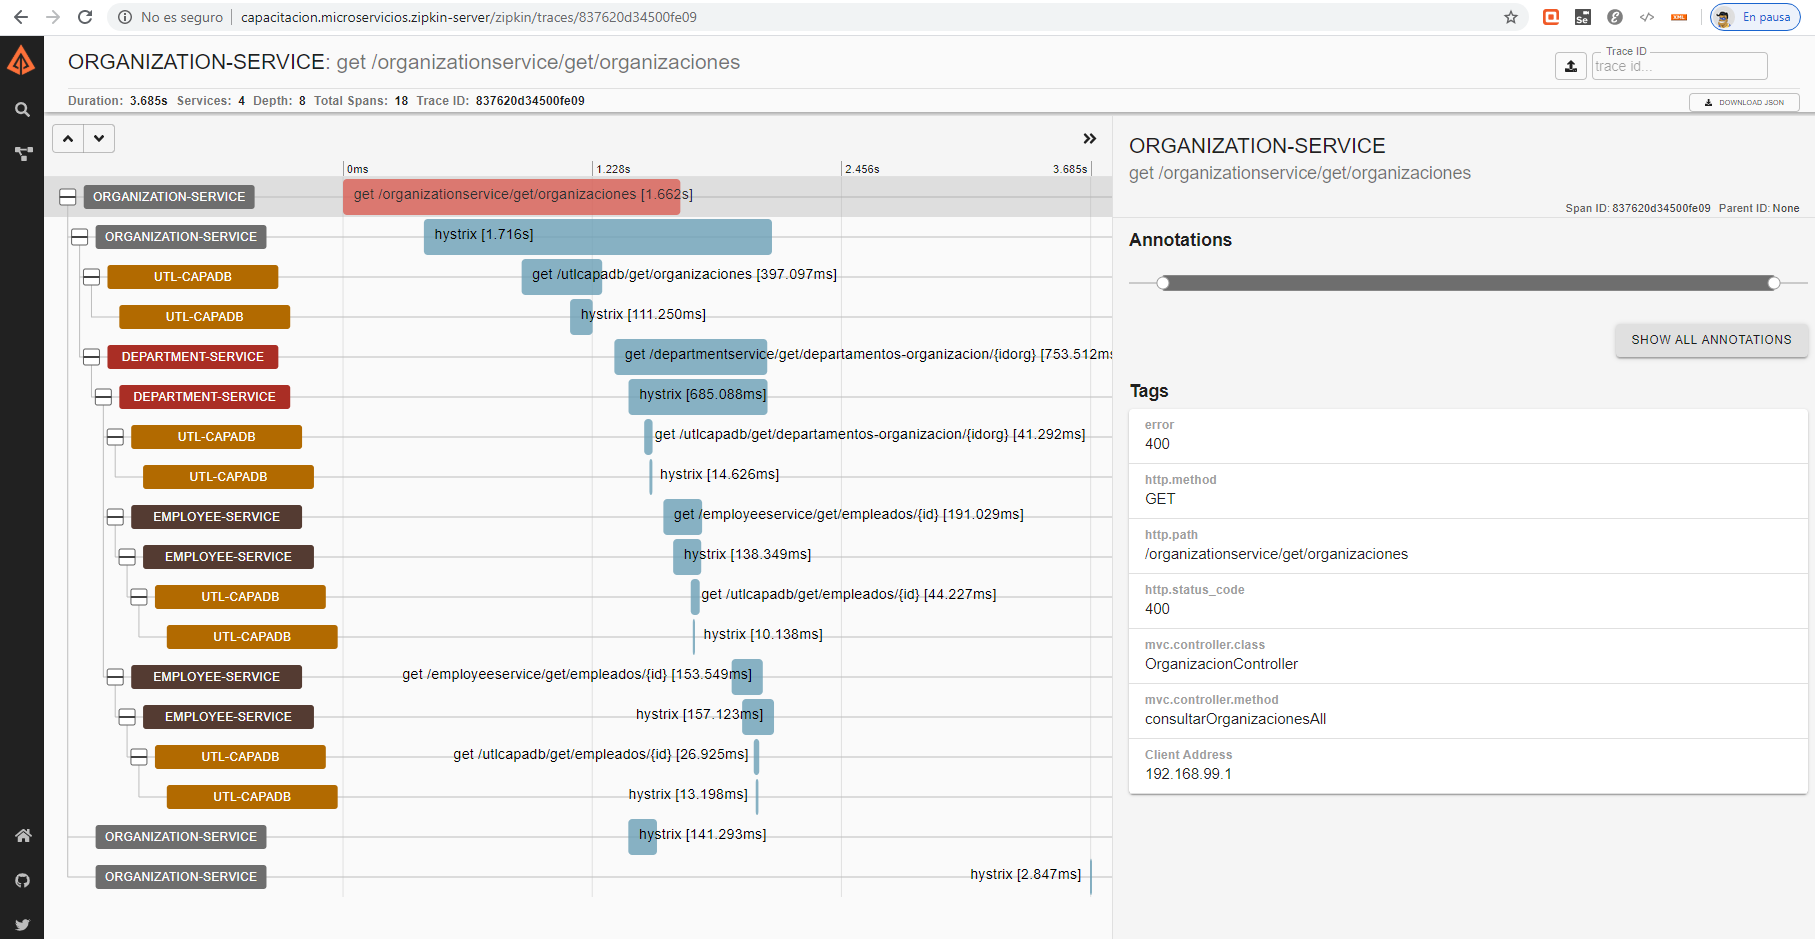 No es seguro
capacitacion.microservicios.zipkin-server/zipkin/traces/837620d34500fe09
Se
XML
En pausa
ORGANIZATION-SERVICE: get /organizationservice/get/organizaciones
Trace ID
trace id...
Duration: 3.685s Services: 4 Depth: 8 Total Spans: 18 Trace ID: 837620d34500fe09
DOWNLOAD JSON
0ms 1.228s 2.456s 3.685s
ORGANIZATION-SERVICE get /organizationservice/get/organizaciones [1.662s]
ORGANIZATION-SERVICE hystrix [1.716s]
UTL-CAPADB get /utlcapadb/get/organizaciones [397.097ms]
UTL-CAPADB hystrix [111.250ms]
DEPARTMENT-SERVICE get /departmentservice/get/departamentos-organizacion/{idorg} [753.512ms
DEPARTMENT-SERVICE hystrix [685.088ms]
UTL-CAPADB get /utlcapadb/get/departamentos-organizacion/{idorg} [41.292ms]
UTL-CAPADB hystrix [14.626ms]
EMPLOYEE-SERVICE get /employeeservice/get/empleados/{id} [191.029ms]
EMPLOYEE-SERVICE hystrix [138.349ms]
UTL-CAPADB get /utlcapadb/get/empleados/{id} [44.227ms]
UTL-CAPADB hystrix [10.138ms]
EMPLOYEE-SERVICE get /employeeservice/get/empleados/{id} [153.549ms]
EMPLOYEE-SERVICE hystrix [157.123ms]
UTL-CAPADB get /utlcapadb/get/empleados/{id} [26.925ms]
UTL-CAPADB hystrix [13.198ms]
ORGANIZATION-SERVICE hystrix [141.293ms]
ORGANIZATION-SERVICE hystrix [2.847ms]
ORGANIZATION-SERVICE
get /organizationservice/get/organizaciones
Span ID: 837620d34500fe09 Parent ID: None
Annotations
SHOW ALL ANNOTATIONS
Tags
error
400
http.method
GET
http.path
/organizationservice/get/organizaciones
http.status_code
400
mvc.controller.class
OrganizacionController
mvc.controller.method
consultarOrganizacionesAll
Client Address
192.168.99.1